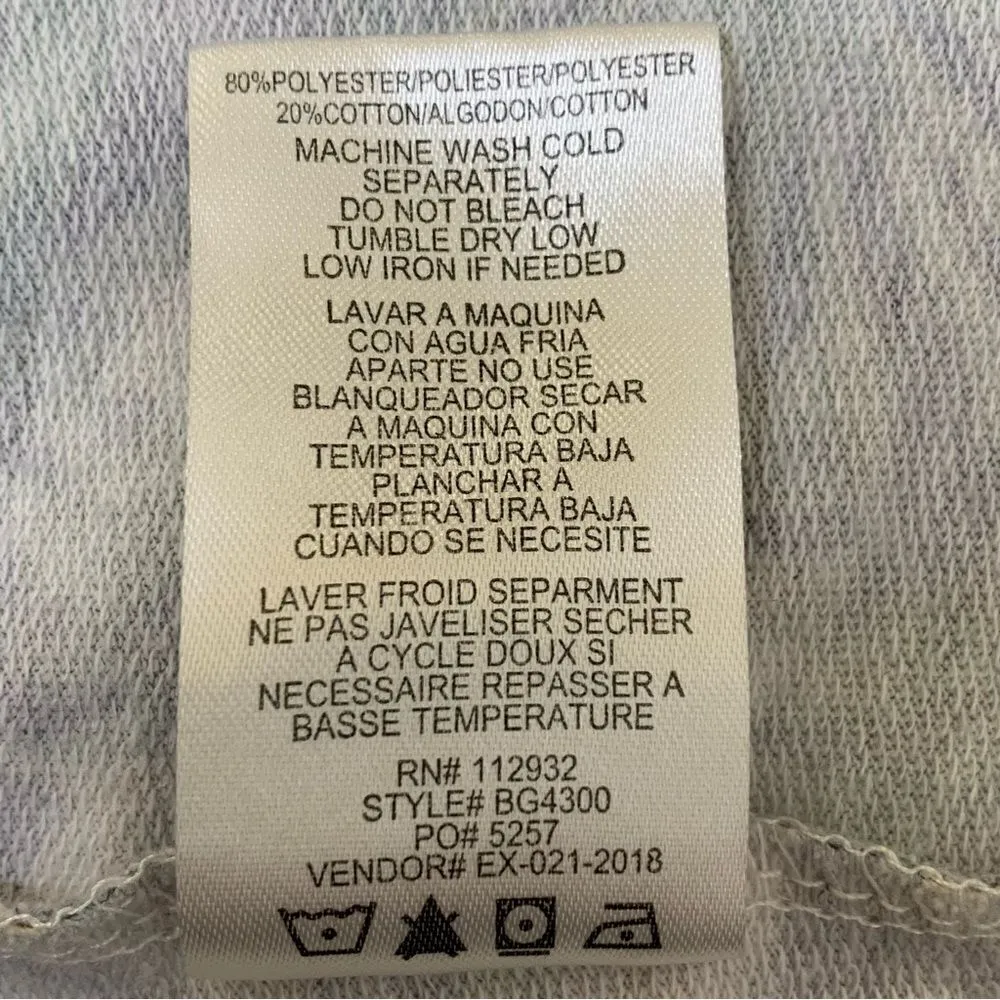 80%POLYESTER/POLIESTER/POLYESTER
20%COTTON/ALGODON/COTTON
MACHINE WASH COLD
SEPARATELY
DO NOT BLEACH
TUMBLE DRY LOW
LOW IRON IF NEEDED
LAVAR A MAQUINA
CON AGUA FRIA
APARTE NO USE
BLANQUEADOR SECAR
A MAQUINA CON
TEMPERATURA BAJA
PLANCHAR A
TEMPERATURA BAJA
CUANDO SE NECESITE
LAVER FROID SEPARMENT
NE PAS JAVELISER SECHER
A CYCLE DOUX SI
NECESSAIRE REPASSER A
BASSE TEMPERATURE
RN# 112932
STYLE# BG4300
PO# 5257
VENDOR# EX-021-2018